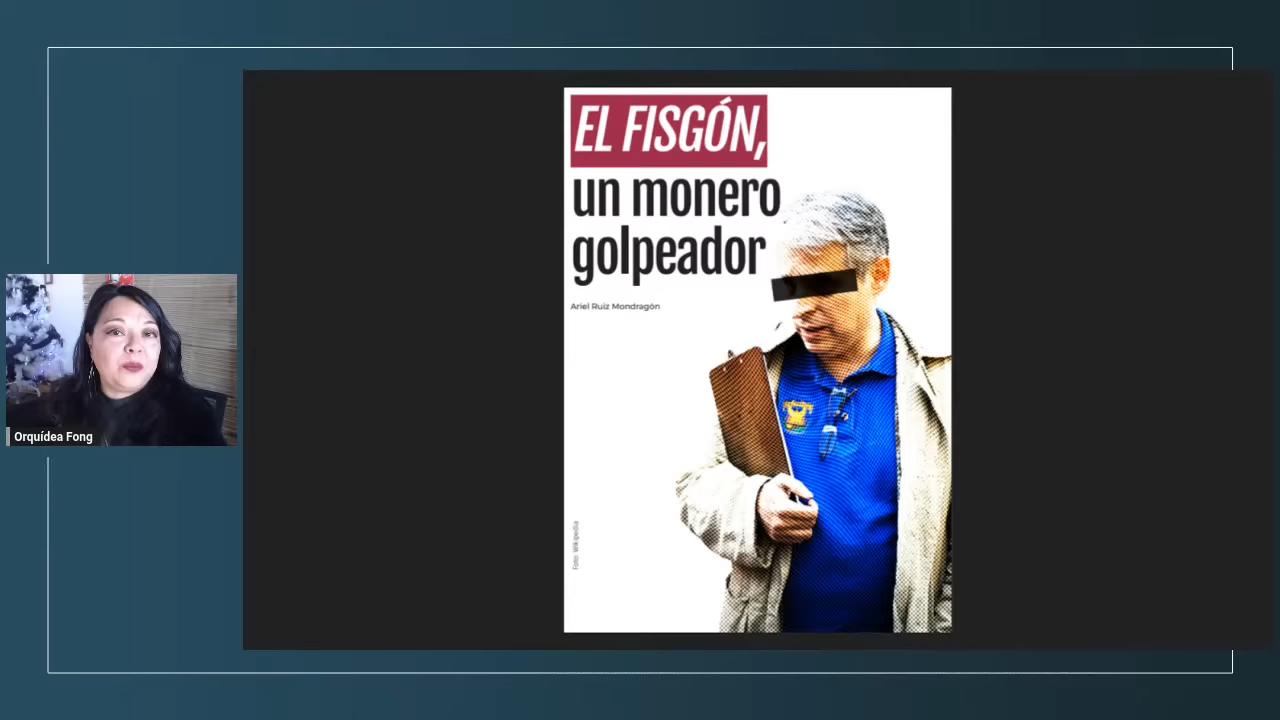 EL FISGÓN,
un monero
golpeador
Ariel Ruiz Mondragón
Foto: Wikipedia
Orquídea Fong